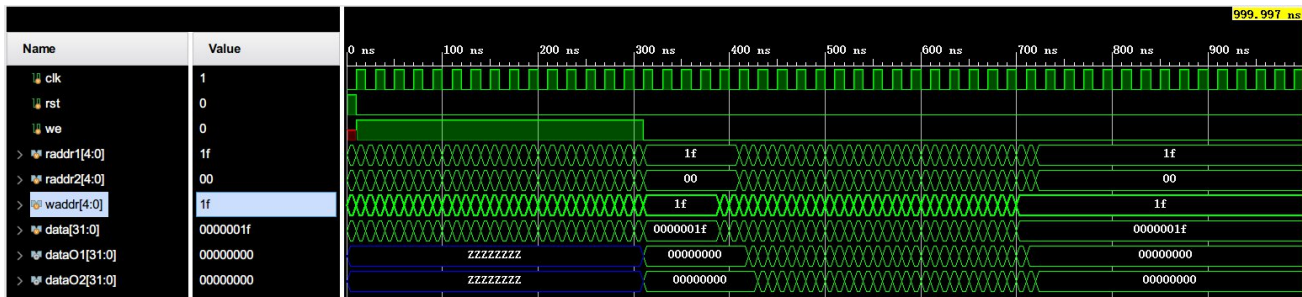 999.997 ns
Name Value
0 ns 100 ns 200 ns 300 ns 400 ns 500 ns 600 ns 700 ns 800 ns 900 ns
clk 1
rst 0
we 0
raddr1[4:0] 1f 1f 1f
raddr2[4:0] 00 00 00
waddr[4:0] 1f 1f 1f
data[31:0] 0000001f 0000001f 0000001f
dataO1[31:0] 00000000 ZZZZZZZZ 00000000 00000000
dataO2[31:0] 00000000 ZZZZZZZZ 00000000 00000000